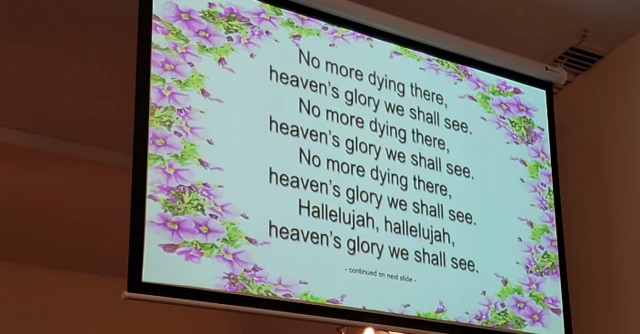 No more dying there,
heaven's glory we shall see.
No more dying there,
heaven's glory we shall see.
No more dying there,
heaven's glory we shall see.
Hallelujah, hallelujah,
heaven's glory we shall see.
- continued on next slide -